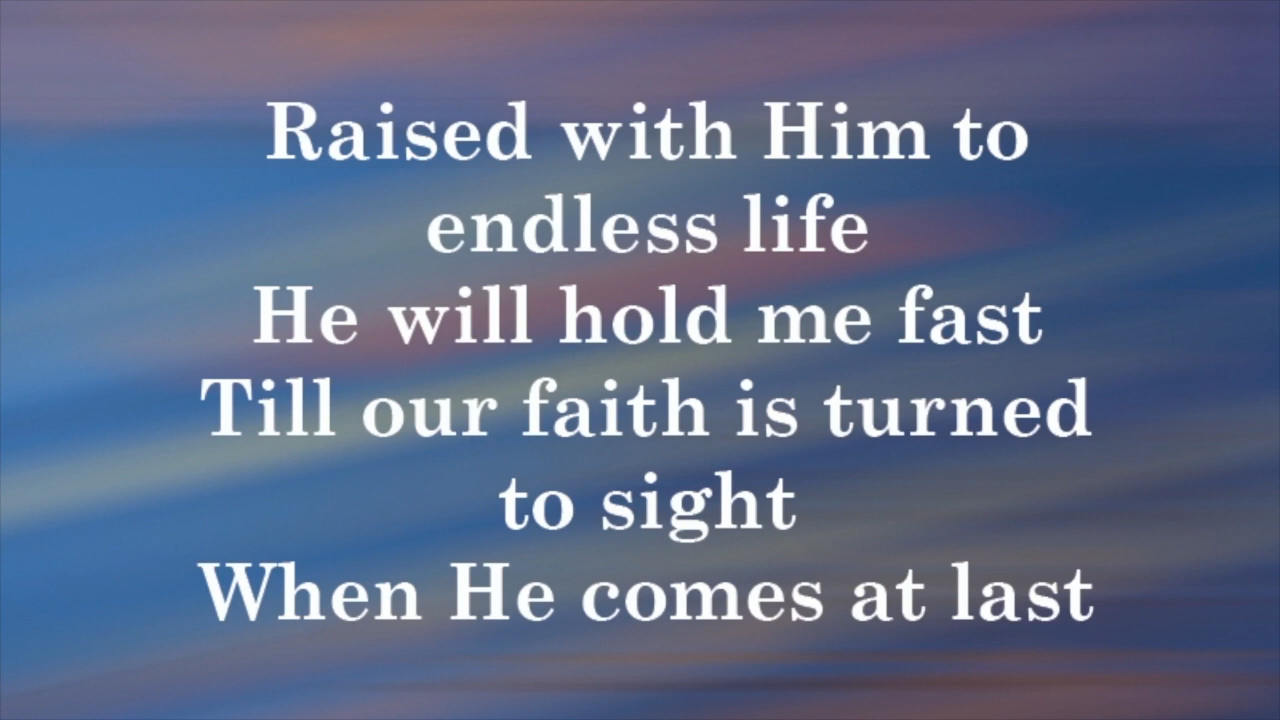 Raised with Him to
endless life
He will hold me fast
Till our faith is turned
to sight
When He comes at last